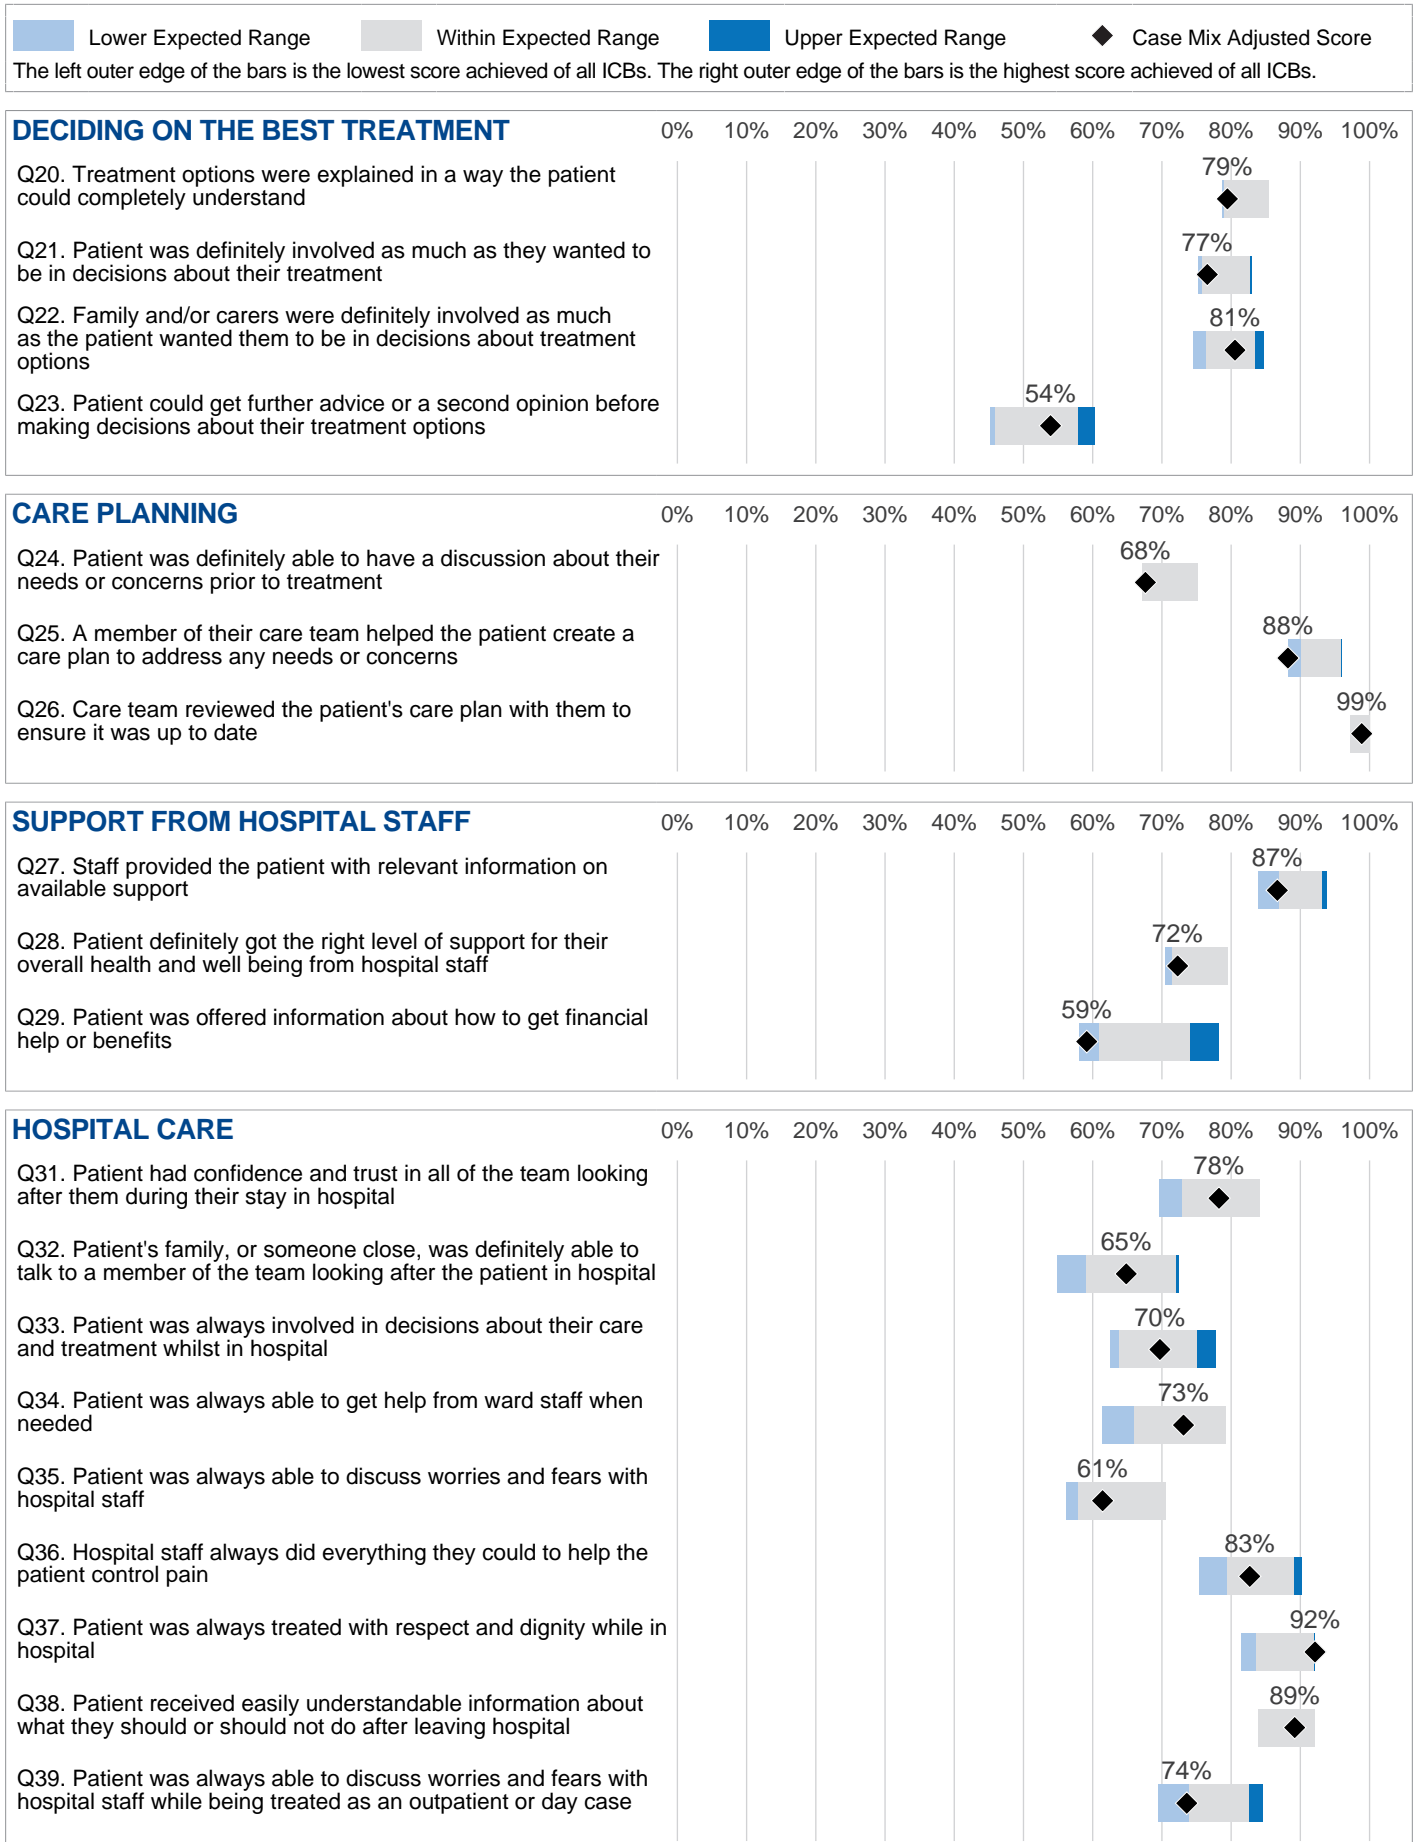 Lower Expected Range Within Expected Range Upper Expected Range Case Mix Adjusted Score
The left outer edge of the bars is the lowest score achieved of all ICBs. The right outer edge of the bars is the highest score achieved of all ICBs.
DECIDING ON THE BEST TREATMENT 0% 10% 20% 30% 40% 50% 60% 70% 80% 90% 100%
Q20. Treatment options were explained in a way the patient
could completely understand
79%
Q21. Patient was definitely involved as much as they wanted to
be in decisions about their treatment
77%
Q22. Family and/or carers were definitely involved as much
as the patient wanted them to be in decisions about treatment
options
81%
Q23. Patient could get further advice or a second opinion before
making decisions about their treatment options
54%
CARE PLANNING 0% 10% 20% 30% 40% 50% 60% 70% 80% 90% 100%
Q24. Patient was definitely able to have a discussion about their
needs or concerns prior to treatment
68%
Q25. A member of their care team helped the patient create a
care plan to address any needs or concerns
88%
Q26. Care team reviewed the patient's care plan with them to
ensure it was up to date
99%
SUPPORT FROM HOSPITAL STAFF 0% 10% 20% 30% 40% 50% 60% 70% 80% 90% 100%
Q27. Staff provided the patient with relevant information on
available support
87%
Q28. Patient definitely got the right level of support for their
overall health and well being from hospital staff
72%
Q29. Patient was offered information about how to get financial
help or benefits
59%
HOSPITAL CARE 0% 10% 20% 30% 40% 50% 60% 70% 80% 90% 100%
Q31. Patient had confidence and trust in all of the team looking
after them during their stay in hospital
78%
Q32. Patient's family, or someone close, was definitely able to
talk to a member of the team looking after the patient in hospital
65%
Q33. Patient was always involved in decisions about their care
and treatment whilst in hospital
70%
Q34. Patient was always able to get help from ward staff when
needed
73%
Q35. Patient was always able to discuss worries and fears with
hospital staff
61%
Q36. Hospital staff always did everything they could to help the
patient control pain
83%
Q37. Patient was always treated with respect and dignity while in
hospital
92%
Q38. Patient received easily understandable information about
what they should or should not do after leaving hospital
89%
Q39. Patient was always able to discuss worries and fears with
hospital staff while being treated as an outpatient or day case
74%